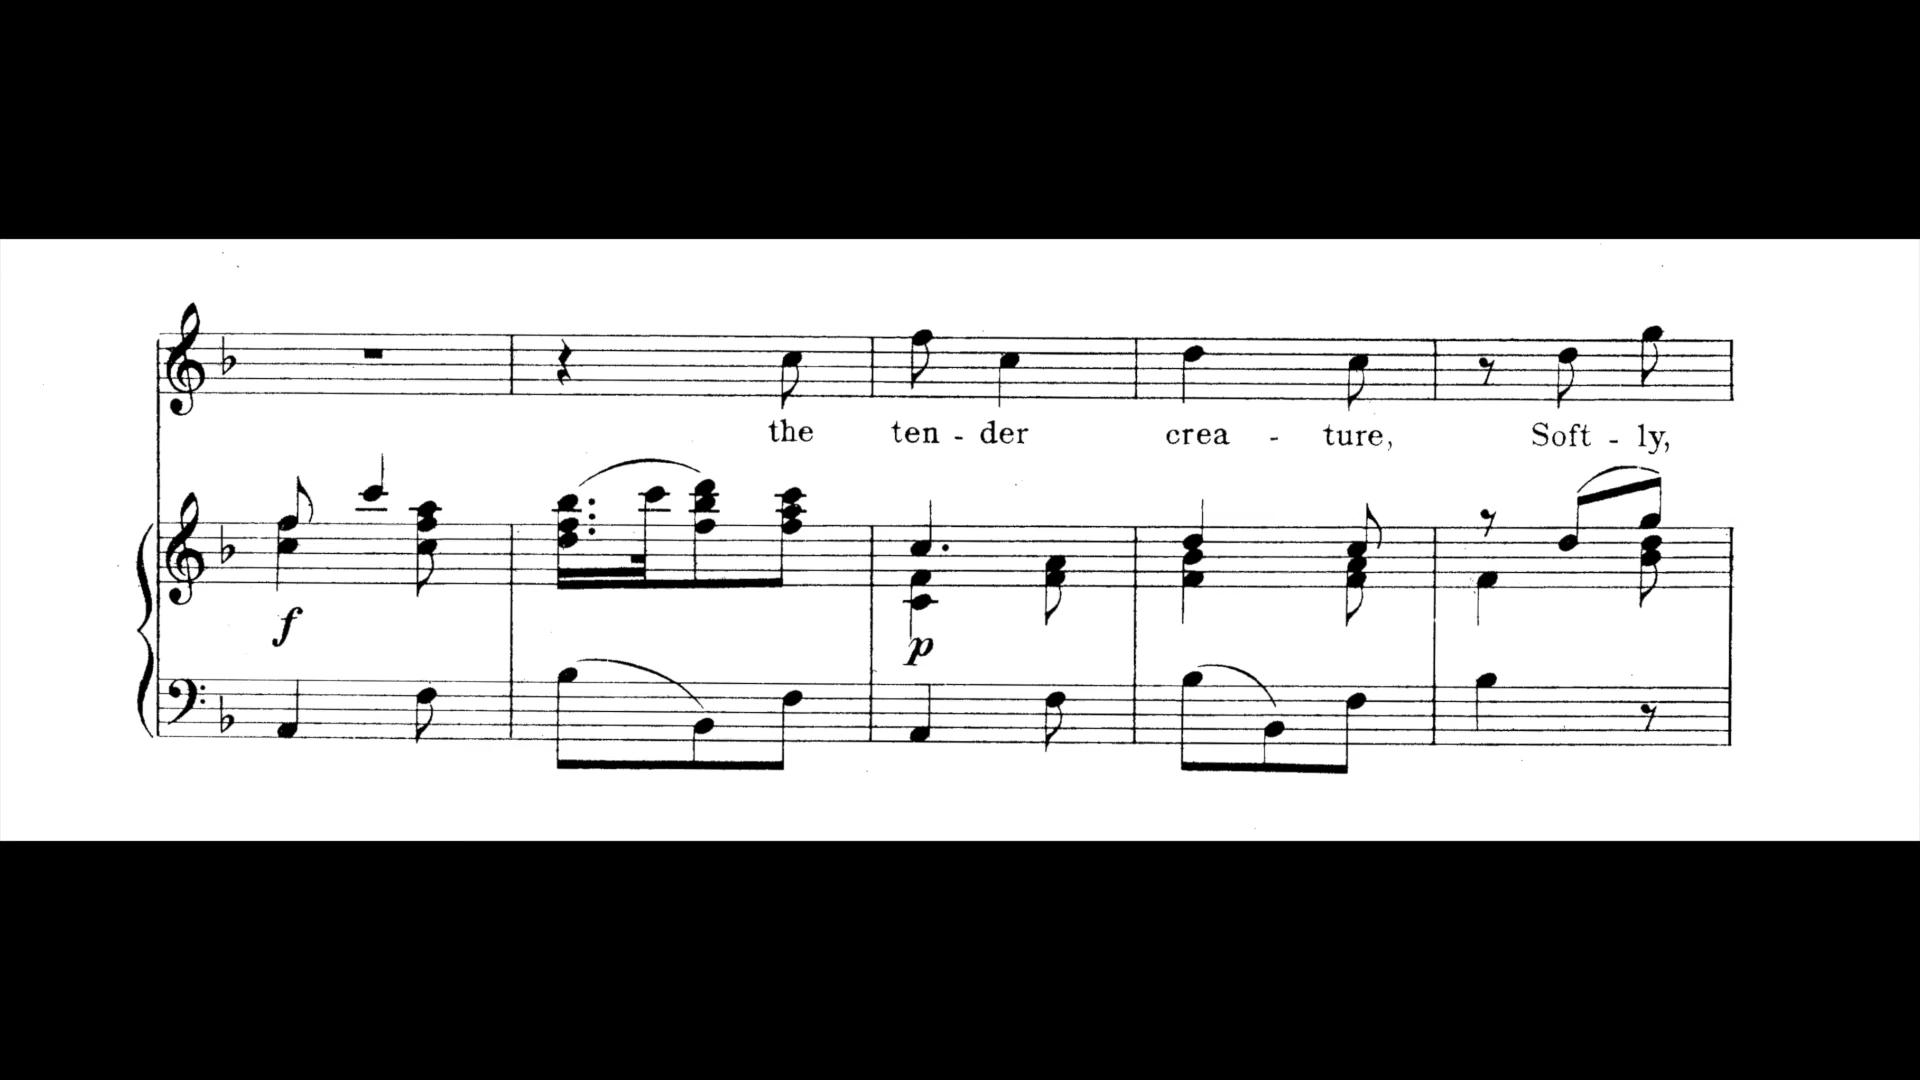 the ten - der crea - ture, Soft - ly,
f
p